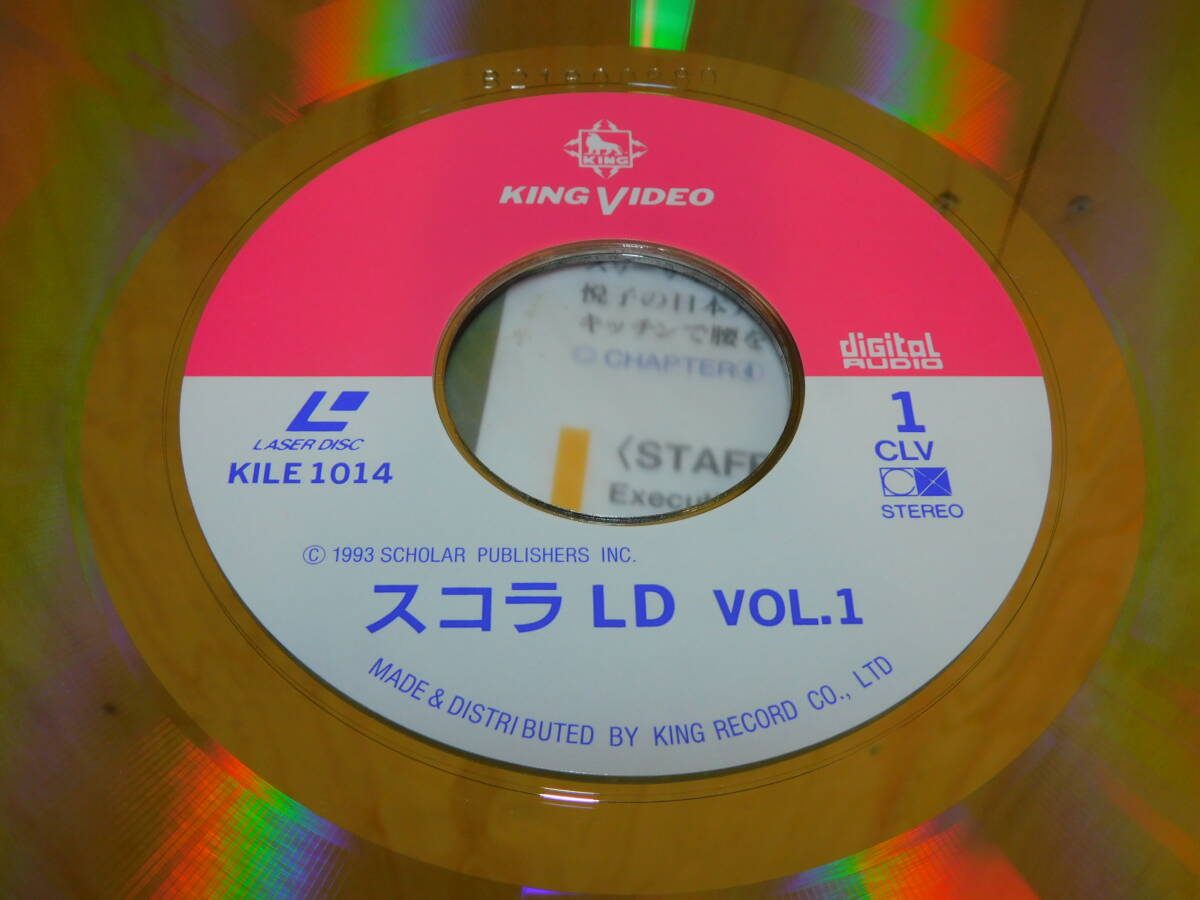 KING
KING VIDEO
悦子の日本
キッチンで腰を
CHAPTER④
〈STAFF
digital
AUDIO
LASER DISC
KILE 1014
1
CLV
CX
STEREO
© 1993 SCHOLAR PUBLISHERS INC.
スコラ LD VOL.1
MADE & DISTRIBUTED BY KING RECORD CO., LTD